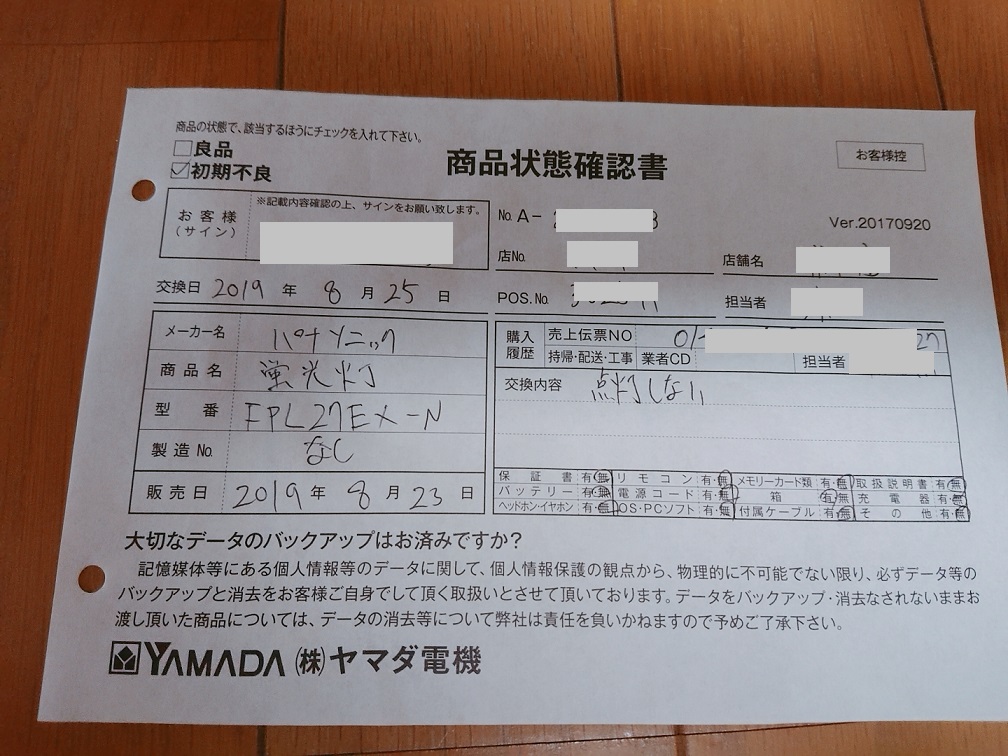 商品の状態で、該当するほうにチェックを入れて下さい。
良品
初期不良
商品状態確認書
お客様控
お客様
(サイン)
※記載内容確認の上、サインをお願い致します。
No. A-
Ver.20170920
店No.
店舗名
交換日 2019 年 8 月 25 日
POS.No.
担当者
メーカー名 パナソニック
商品名 蛍光灯
型番 FPL27EX-N
製造No. なし
販売日 2019 年 8 月 23 日
購入履歴 売上伝票NO 01- 27
持帰・配送・工事 業者CD 担当者
交換内容 点灯しない
保証書 有・無 リモコン 有・無 メモリーカード類 有・無 取扱説明書 有・無
バッテリー 有・無 電源コード 有・無 箱 有・無 充電器 有・無
ヘッドホン・イヤホン 有・無 OS・PCソフト 有・無 付属ケーブル 有・無 その他 有・無
大切なデータのバックアップはお済みですか?
記憶媒体等にある個人情報等のデータに関して、個人情報保護の観点から、物理的に不可能でない限り、必ずデータ等の
バックアップと消去をお客様ご自身でして頂く取扱いとさせて頂いております。データをバックアップ・消去なされないままお
渡し頂いた商品については、データの消去等について弊社は責任を負いかねますので予めご了承下さい。
YAMADA (株)ヤマダ電機